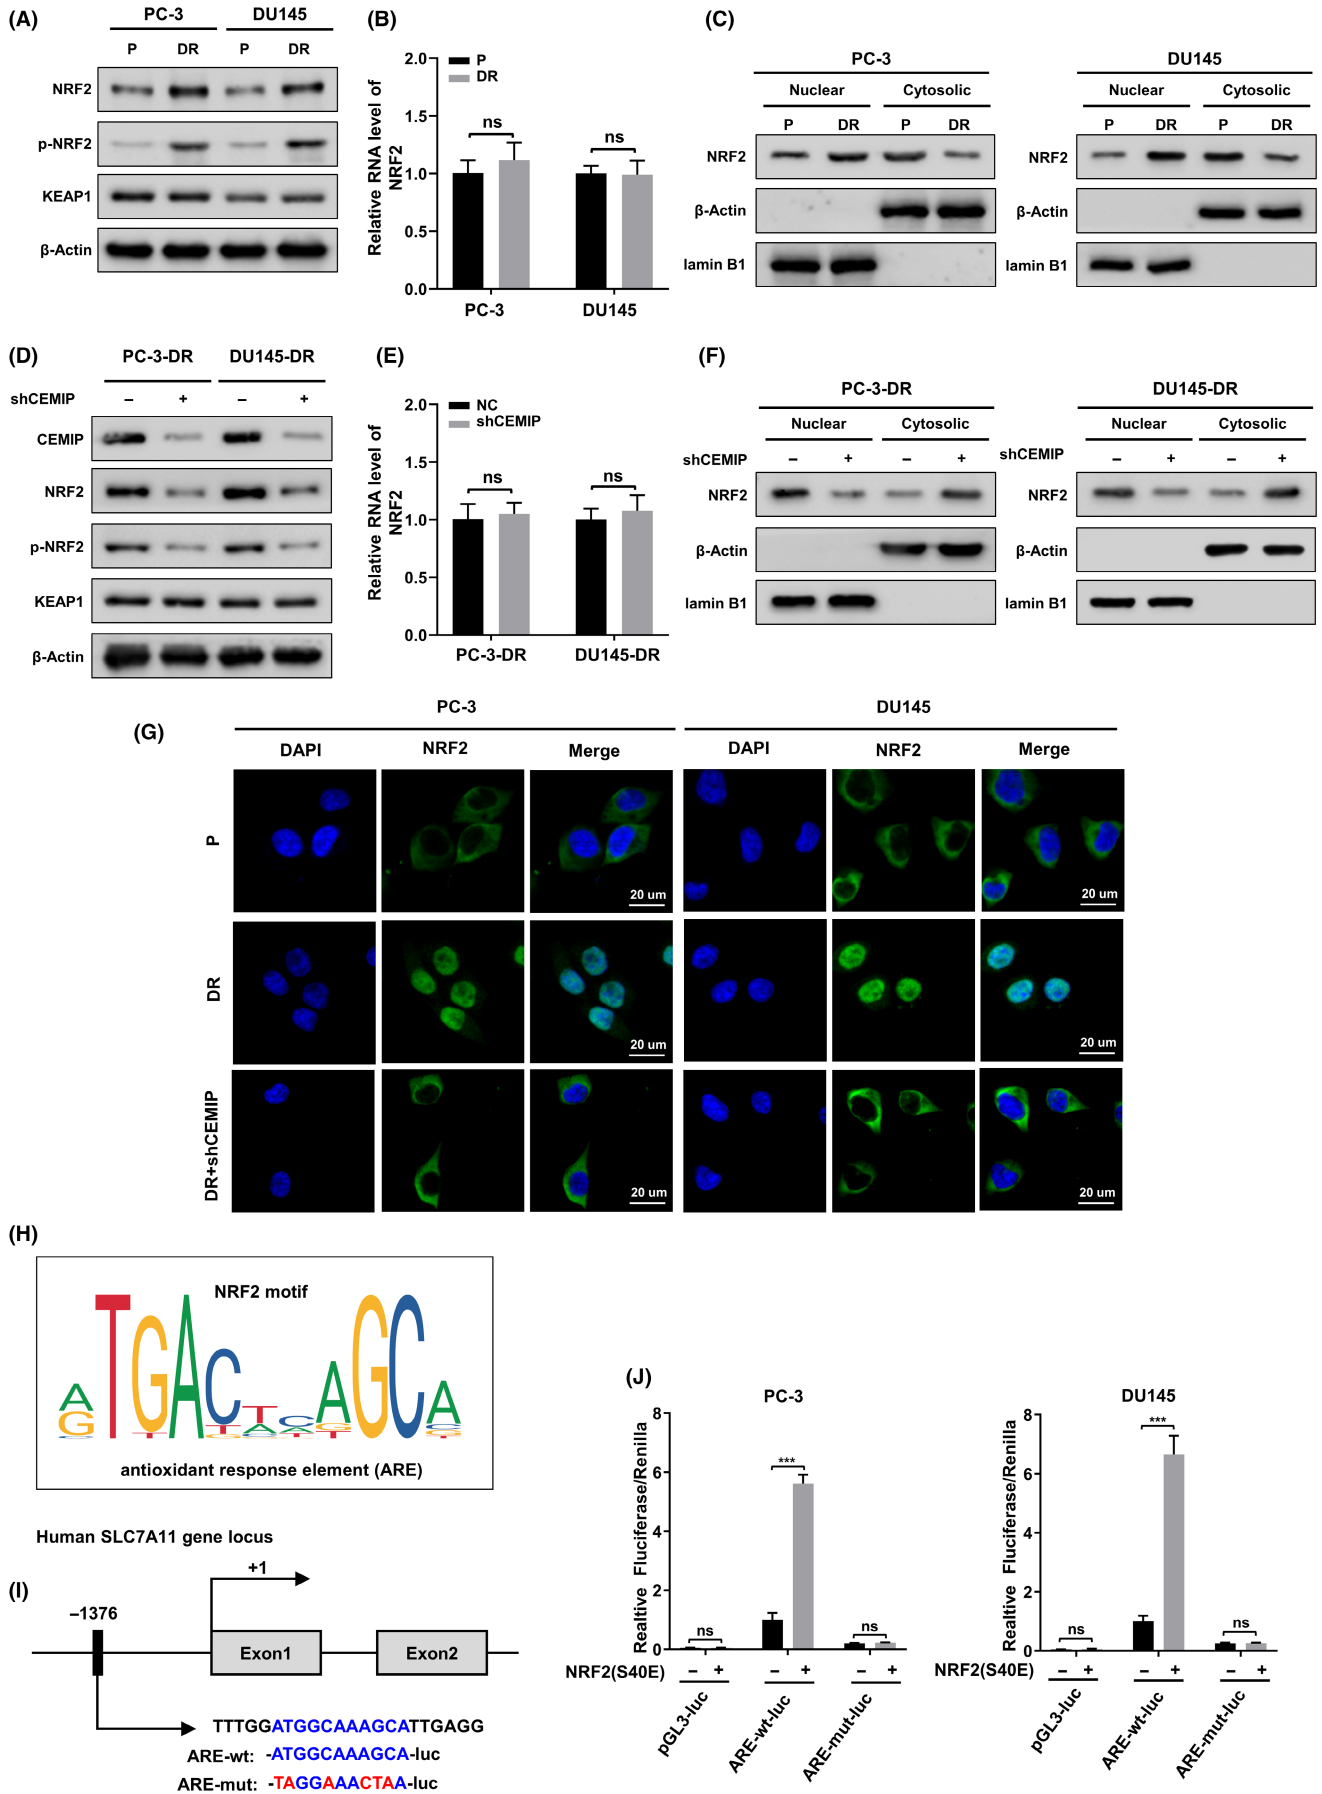 (A)
PC-3 DU145
P DR P DR
NRF2
p-NRF2
KEAP1
β-Actin
(B)
Relative RNA level of
NRF2
2.0
1.5
1.0
0.5
0.0
P
DR
ns ns
PC-3 DU145
(C)
PC-3
Nuclear Cytosolic
P DR P DR
NRF2
β-Actin
lamin B1
DU145
Nuclear Cytosolic
P DR P DR
NRF2
β-Actin
lamin B1
(D)
PC-3-DR DU145-DR
shCEMIP – + – +
CEMIP
NRF2
p-NRF2
KEAP1
β-Actin
(E)
Relative RNA level of
NRF2
2.0
1.5
1.0
0.5
0.0
NC
shCEMIP
ns ns
PC-3-DR DU145-DR
(F)
PC-3-DR
Nuclear Cytosolic
shCEMIP – + – +
NRF2
β-Actin
lamin B1
DU145-DR
Nuclear Cytosolic
shCEMIP – + – +
NRF2
β-Actin
lamin B1
(G)
PC-3 DU145
DAPI NRF2 Merge DAPI NRF2 Merge
P
20 um 20 um
DR
20 um 20 um
DR+shCEMIP
20 um 20 um
(H)
NRF2 motif
antioxidant response element (ARE)
Human SLC7A11 gene locus
(I)
+1
–1376
Exon1 Exon2
TTTGGATGGCAAAGCATTGAGG
ARE-wt: -ATGGCAAAGCA-luc
ARE-mut: -TAGGAAACTAA-luc
(J)
PC-3
Realtive Fluciferase/Renilla
8
6
4
2
0
ns *** ns
NRF2(S40E) – + – + – +
pGL3-luc
ARE-wt-luc
ARE-mut-luc
DU145
Realtive Fluciferase/Renilla
8
6
4
2
0
ns *** ns
NRF2(S40E) – + – + – +
pGL3-luc
ARE-wt-luc
ARE-mut-luc